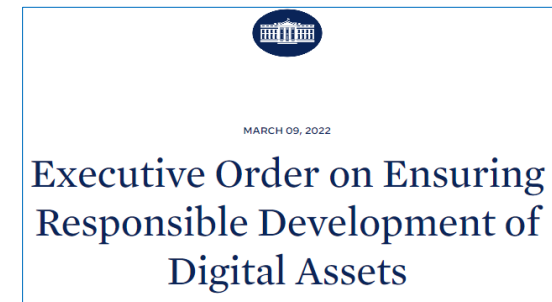 MARCH 09, 2022
Executive Order on Ensuring
Responsible Development of
Digital Assets